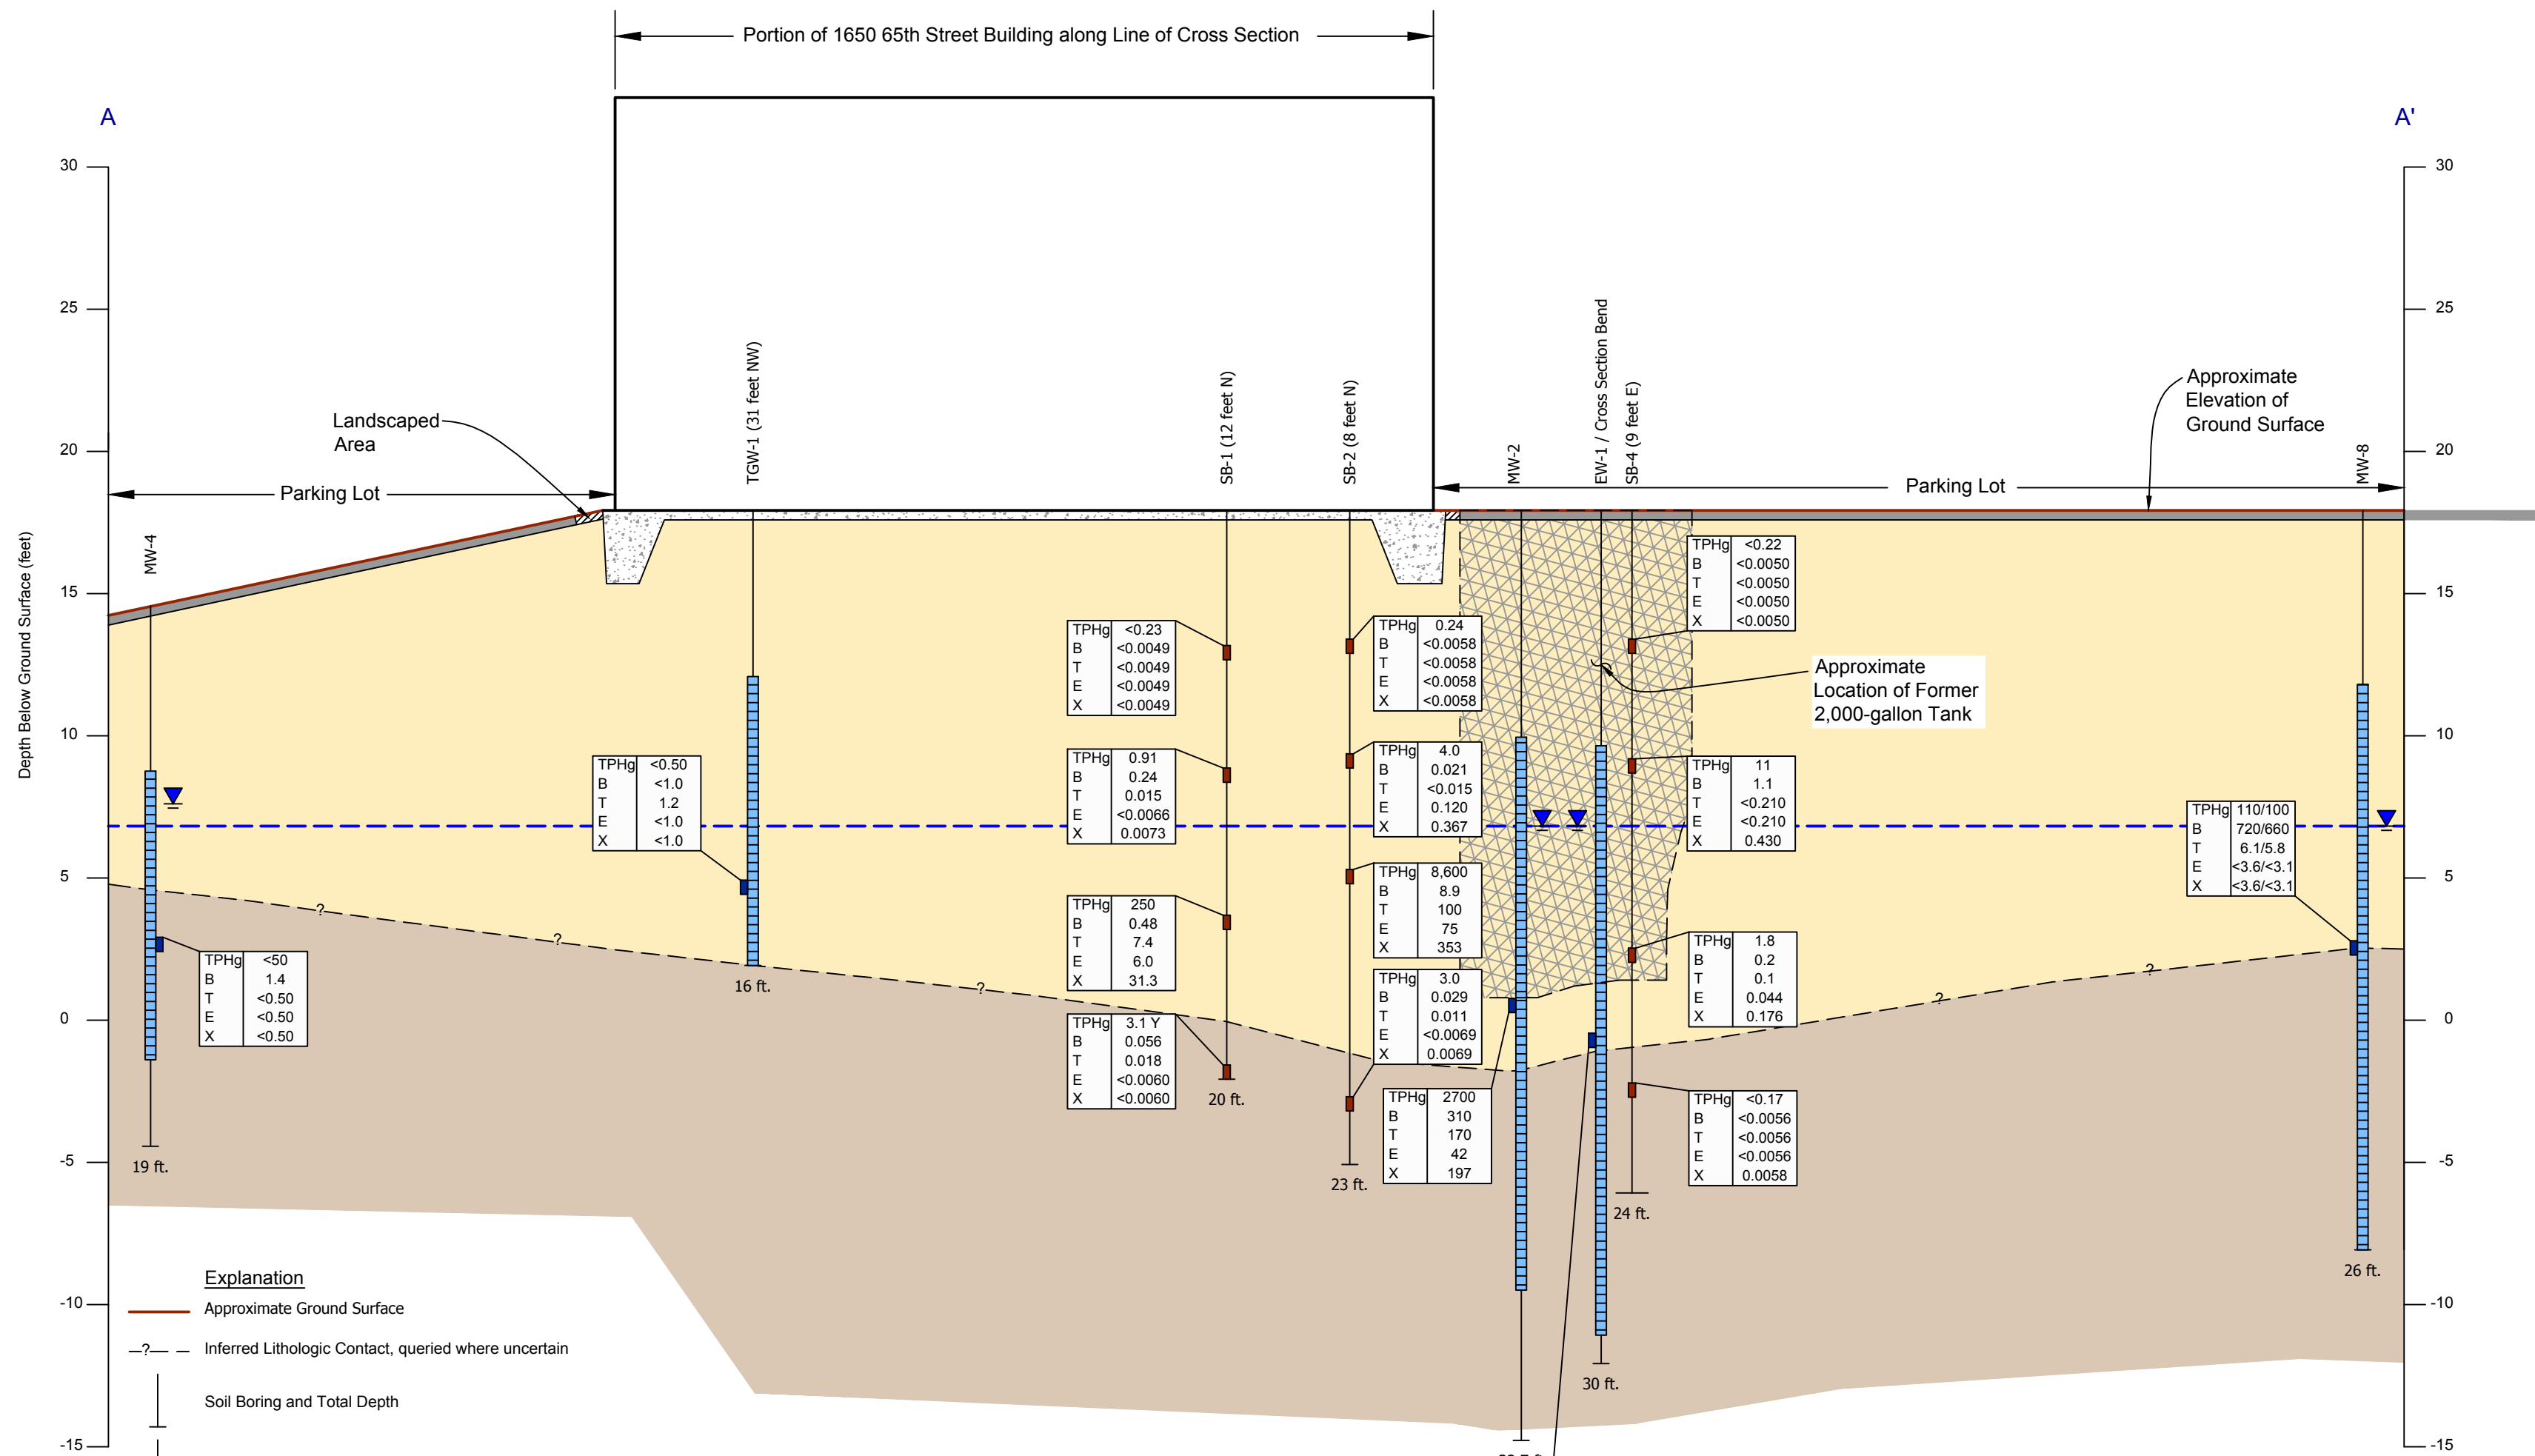 Portion of 1650 65th Street Building along Line of Cross Section
A
A'
30
25
20
15
10
5
0
-5
-10
-15
Depth Below Ground Surface (feet)
30
25
20
15
10
5
0
-5
-10
-15
Landscaped
Area
Parking Lot
Parking Lot
Approximate
Elevation of
Ground Surface
MW-4
TGW-1 (31 feet NW)
SB-1 (12 feet N)
SB-2 (8 feet N)
MW-2
EW-1 / Cross Section Bend
SB-4 (9 feet E)
MW-8
Approximate
Location of Former
2,000-gallon Tank
TPHg <50
B 1.4
T <0.50
E <0.50
X <0.50
19 ft.
TPHg <0.50
B <1.0
T 1.2
E <1.0
X <1.0
16 ft.
TPHg <0.23
B <0.0049
T <0.0049
E <0.0049
X <0.0049
TPHg 0.91
B 0.24
T 0.015
E <0.0066
X 0.0073
TPHg 250
B 0.48
T 7.4
E 6.0
X 31.3
TPHg 3.1 Y
B 0.056
T 0.018
E <0.0060
X <0.0060
20 ft.
TPHg 0.24
B <0.0058
T <0.0058
E <0.0058
X <0.0058
TPHg 4.0
B 0.021
T <0.015
E 0.120
X 0.367
TPHg 8,600
B 8.9
T 100
E 75
X 353
TPHg 3.0
B 0.029
T 0.011
E <0.0069
X 0.0069
23 ft.
TPHg 2700
B 310
T 170
E 42
X 197
30 ft.
TPHg <0.22
B <0.0050
T <0.0050
E <0.0050
X <0.0050
TPHg 11
B 1.1
T <0.210
E <0.210
X 0.430
TPHg 1.8
B 0.2
T 0.1
E 0.044
X 0.176
TPHg <0.17
B <0.0056
T <0.0056
E <0.0056
X 0.0058
24 ft.
TPHg 110/100
B 720/660
T 6.1/5.8
E <3.6/<3.1
X <3.6/<3.1
26 ft.
?
?
?
?
?
Explanation
Approximate Ground Surface
? Inferred Lithologic Contact, queried where uncertain
Soil Boring and Total Depth